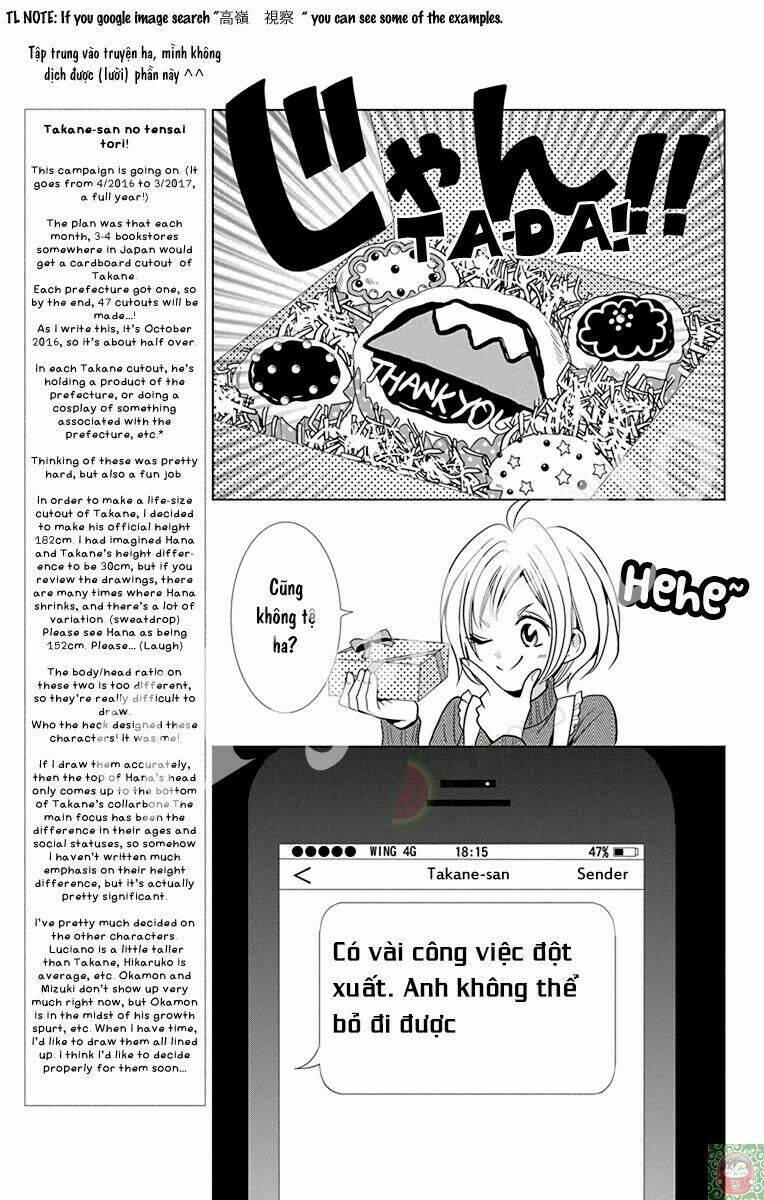 TL NOTE: If you google image search "高嶺 視察 " you can see some of the examples.
Tập trung vào truyện ha, mình không
dịch được (lười) phần này ^^
Takane-san no tensai
tori!
This campaign is going on. (It
goes from 4/2016 to 3/2017,
a full year!)
The plan was that each
month, 3-4 bookstores
somewhere in Japan would
get a cardboard cutout of
Takane.
Each prefecture got one, so
by the end, 47 cutouts will be
made...!
As I write this, it's October
2016, so it's about half over.
In each Takane cutout, he's
holding a product of the
prefecture, or doing a
cosplay of something
associated with the
prefecture, etc.*
Thinking of these was pretty
hard, but also a fun job.
In order to make a life-size
cutout of Takane, I decided
to make his official height
182cm. I had imagined Hana
and Takane's height differ-
ence to be 30cm, but if you
review the drawings, there
are many times where Hana
shrinks, and there's a lot of
variation. (sweatdrop)
Please see Hana as being
152cm. Please... (Laugh)
The body/head ratio on
these two is too different,
so they're really difficult to
draw.
Who the heck designed these
characters! It was me!
If I draw them accurately,
then the top of Hana's head
only comes up to the bottom
of Takane's collarbone.The
main focus has been the
difference in their ages and
social statuses, so somehow
I haven't written much
emphasis on their height
difference, but it's actually
pretty significant.
I've pretty much decided on
the other characters.
Luciano is a little taller
than Takane, Hikaruko is
average, etc. Okamon and
Mizuki don't show up very
much right now, but Okamon
is in the midst of his growth
spurt, etc. When I have time,
I'd like to draw them all lined
up. I think I'd like to decide
properly for them soon...
じゃん!!
TA-DA!
THANK YOU
Cũng
không tệ
ha?
Hehe~
WING 4G 18:15 47%
< Takane-san Sender
Có vài công việc đột
xuất. Anh không thể
bỏ đi được